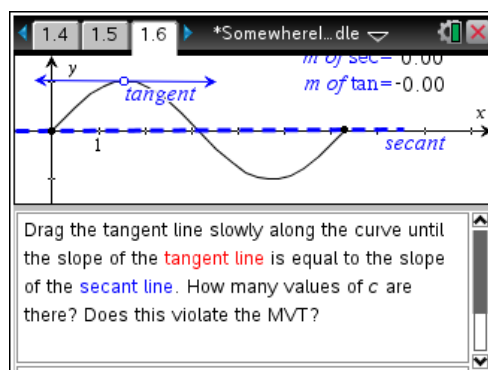 1.4 1.5 1.6 *Somewherel...dle
y
m of sec= 0.00
tangent
m of tan=-0.00
x
1
secant
Drag the tangent line slowly along the curve until
the slope of the tangent line is equal to the slope
of the secant line. How many values of c are
there? Does this violate the MVT?